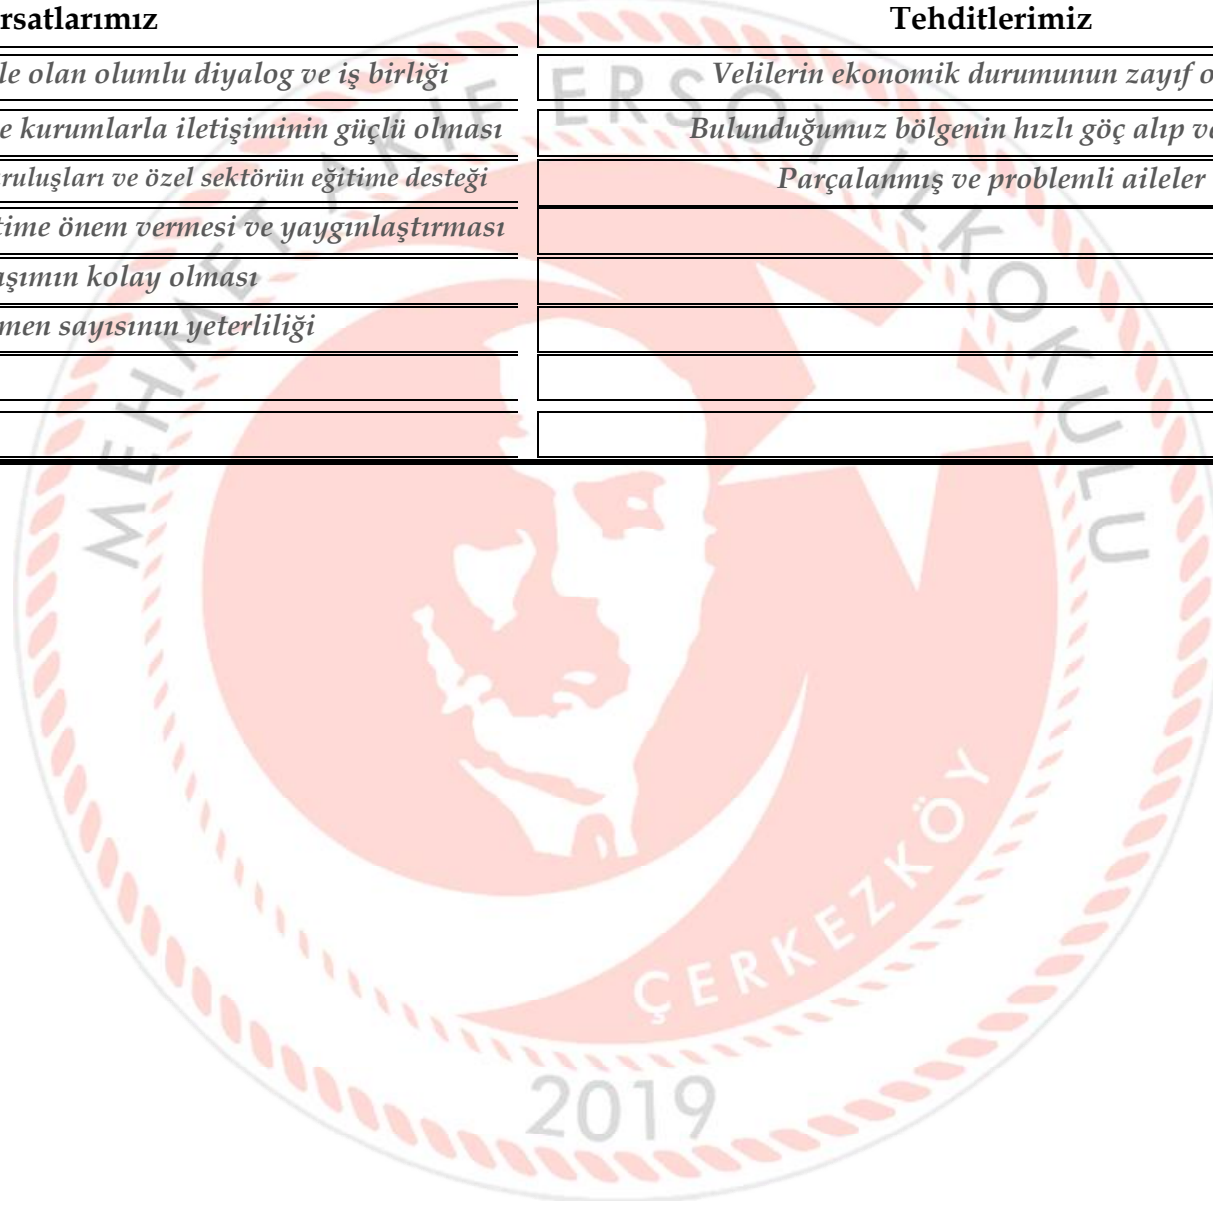 rsatlarımız Tehditlerimiz
le olan olumlu diyalog ve iş birliği Velilerin ekonomik durumunun zayıf o
e kurumlarla iletişiminin güçlü olması Bulunduğumuz bölgenin hızlı göç alıp ve
ruluşları ve özel sektörün eğitime desteği Parçalanmış ve problemli aileler
time önem vermesi ve yaygınlaştırması
aşımın kolay olması
men sayısının yeterliliği
MEHMET AKİF ERSOY İLKOKULU
ÇERKEZKÖY
2019